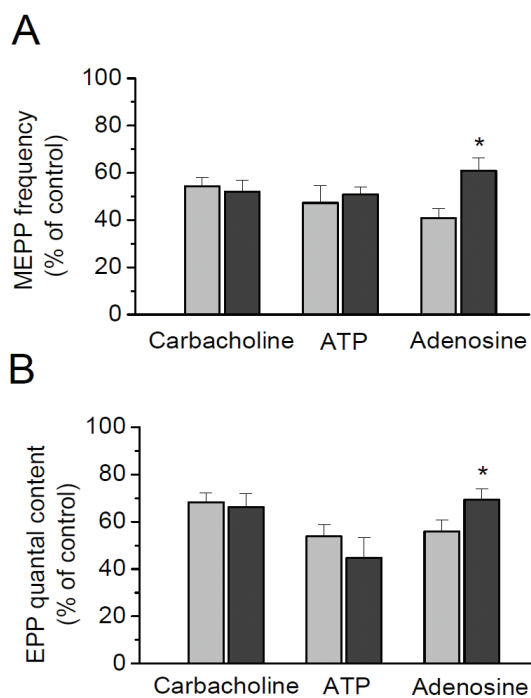 A
MEPP frequency
(% of control)
100
80
60
40
20
0
*
Carbacholine ATP Adenosine
B
EPP quantal content
(% of control)
100
80
60
40
20
0
*
Carbacholine ATP Adenosine